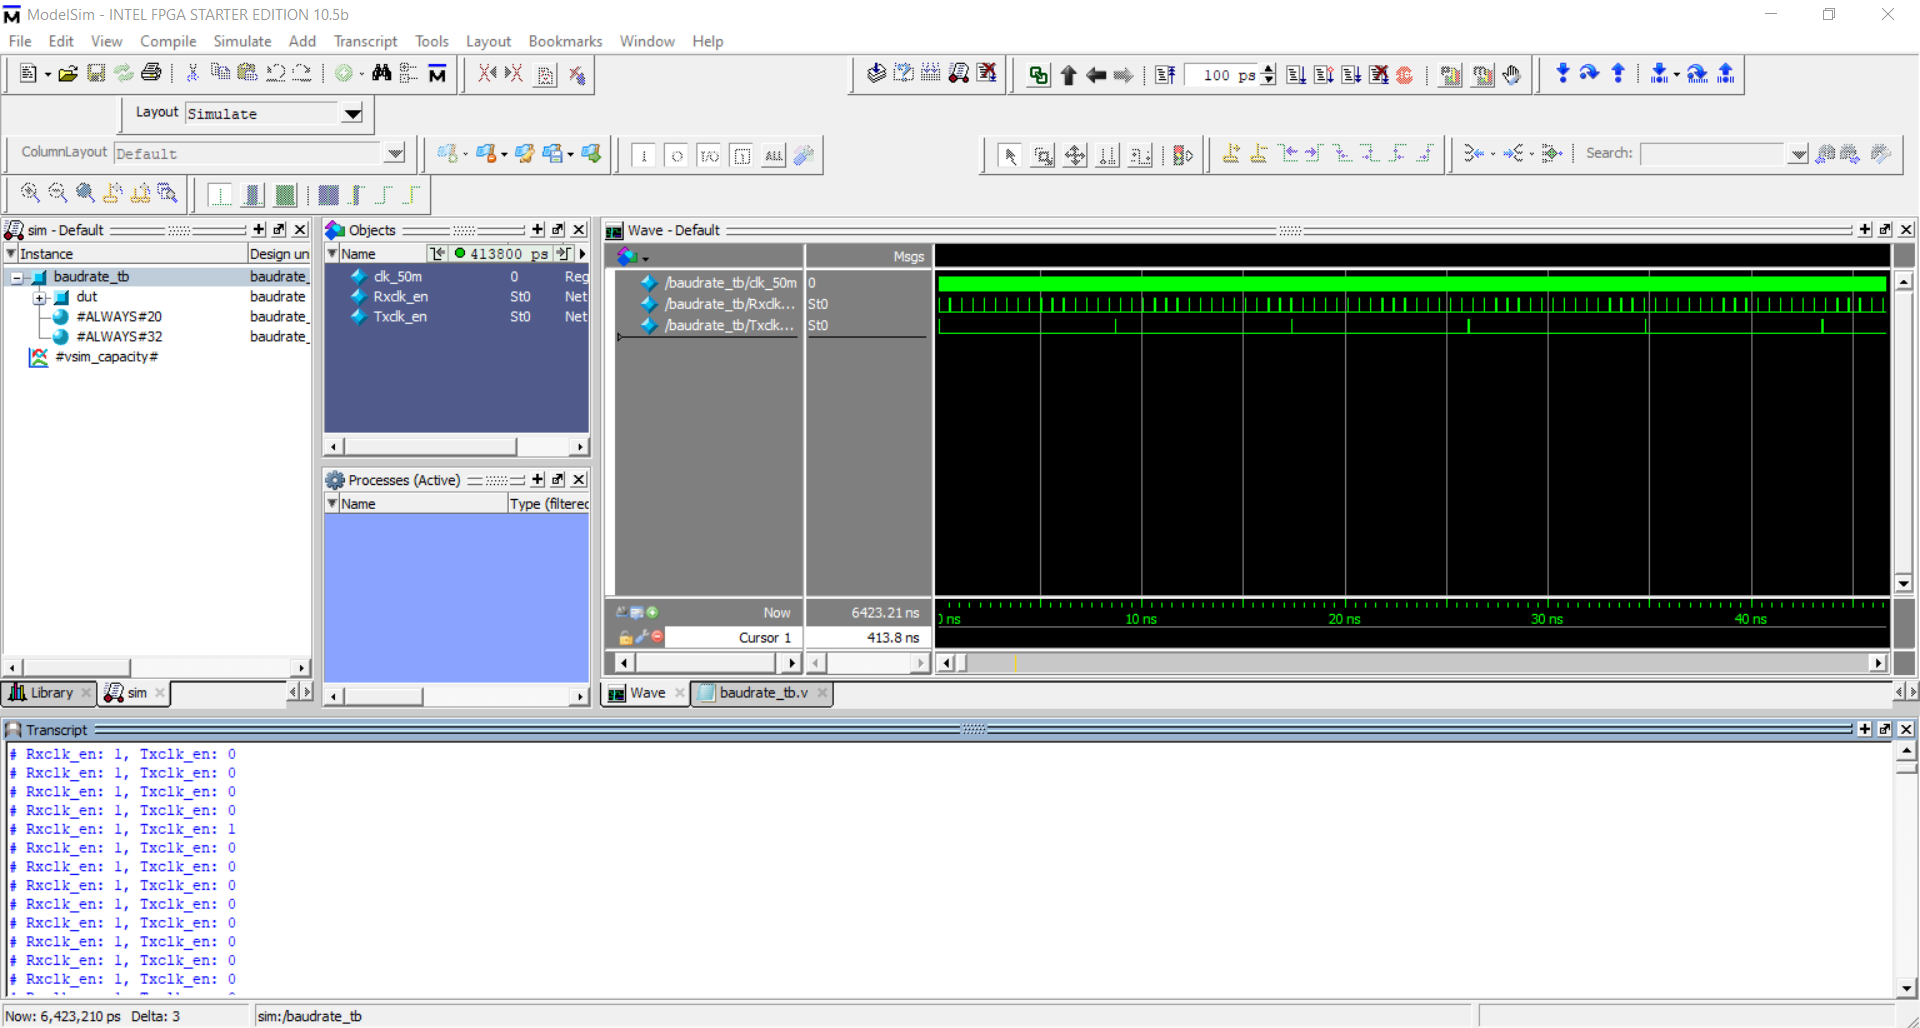 ModelSim - INTEL FPGA STARTER EDITION 10.5b
File Edit View Compile Simulate Add Transcript Tools Layout Bookmarks Window Help
100 ps
Layout Simulate
ColumnLayout Default
ALL
Search:
sim - Default
Instance Design un
baudrate_tb baudrate_
dut baudrate
#ALWAYS#20 baudrate_
#ALWAYS#32 baudrate_
#vsim_capacity#
Library sim
Objects
Name 413800 ps
clk_50m 0 Reg
Rxclk_en St0 Net
Txclk_en St0 Net
Processes (Active)
Name Type (filtered
Wave - Default
Msgs
/baudrate_tb/clk_50m 0
/baudrate_tb/Rxclk... St0
/baudrate_tb/Txclk... St0
Now 6423.21 ns
Cursor 1 413.8 ns
ns 10 ns 20 ns 30 ns 40 ns
Wave baudrate_tb.v
Transcript
# Rxclk_en: 1, Txclk_en: 0
# Rxclk_en: 1, Txclk_en: 0
# Rxclk_en: 1, Txclk_en: 0
# Rxclk_en: 1, Txclk_en: 0
# Rxclk_en: 1, Txclk_en: 1
# Rxclk_en: 1, Txclk_en: 0
# Rxclk_en: 1, Txclk_en: 0
# Rxclk_en: 1, Txclk_en: 0
# Rxclk_en: 1, Txclk_en: 0
# Rxclk_en: 1, Txclk_en: 0
# Rxclk_en: 1, Txclk_en: 0
# Rxclk_en: 1, Txclk_en: 0
# Rxclk_en: 1, Txclk_en: 0
Now: 6,423,210 ps Delta: 3 sim:/baudrate_tb